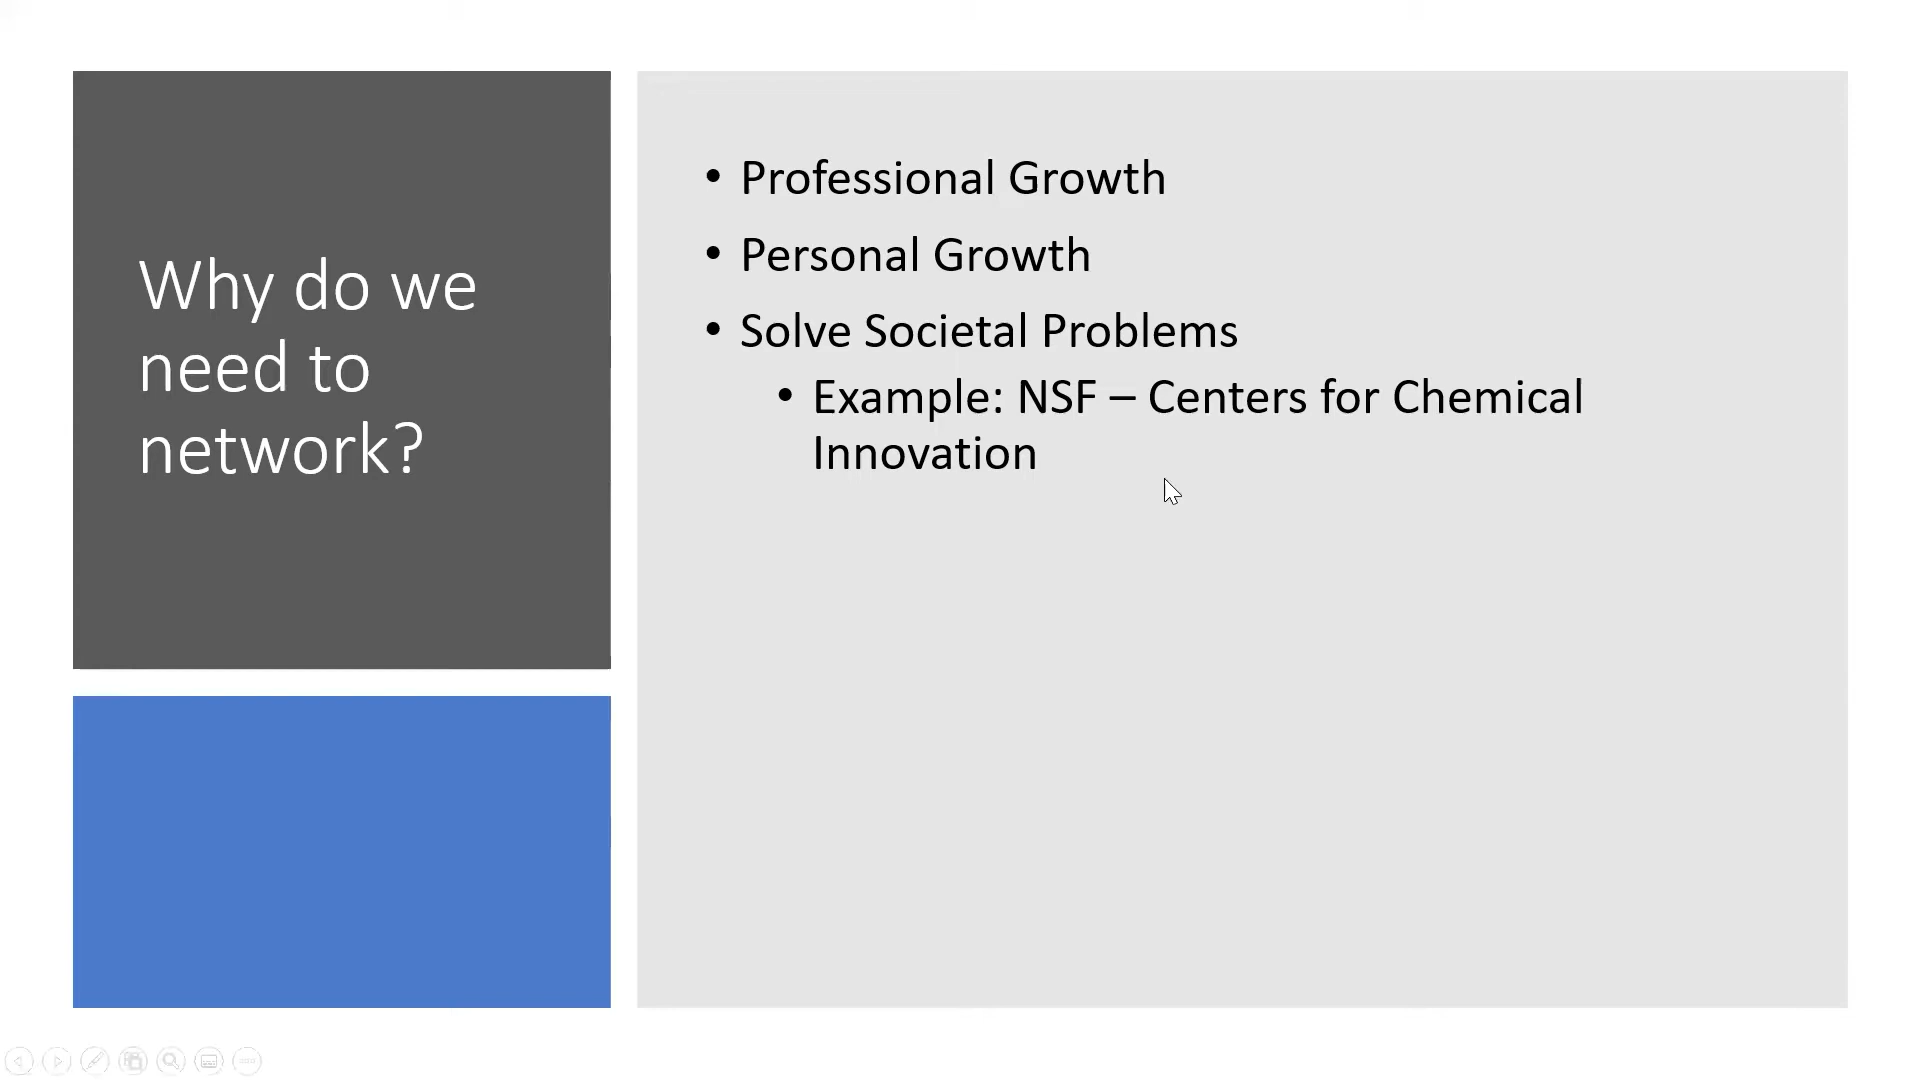 Why do we
need to
network?
• Professional Growth
• Personal Growth
• Solve Societal Problems
• Example: NSF – Centers for Chemical
Innovation